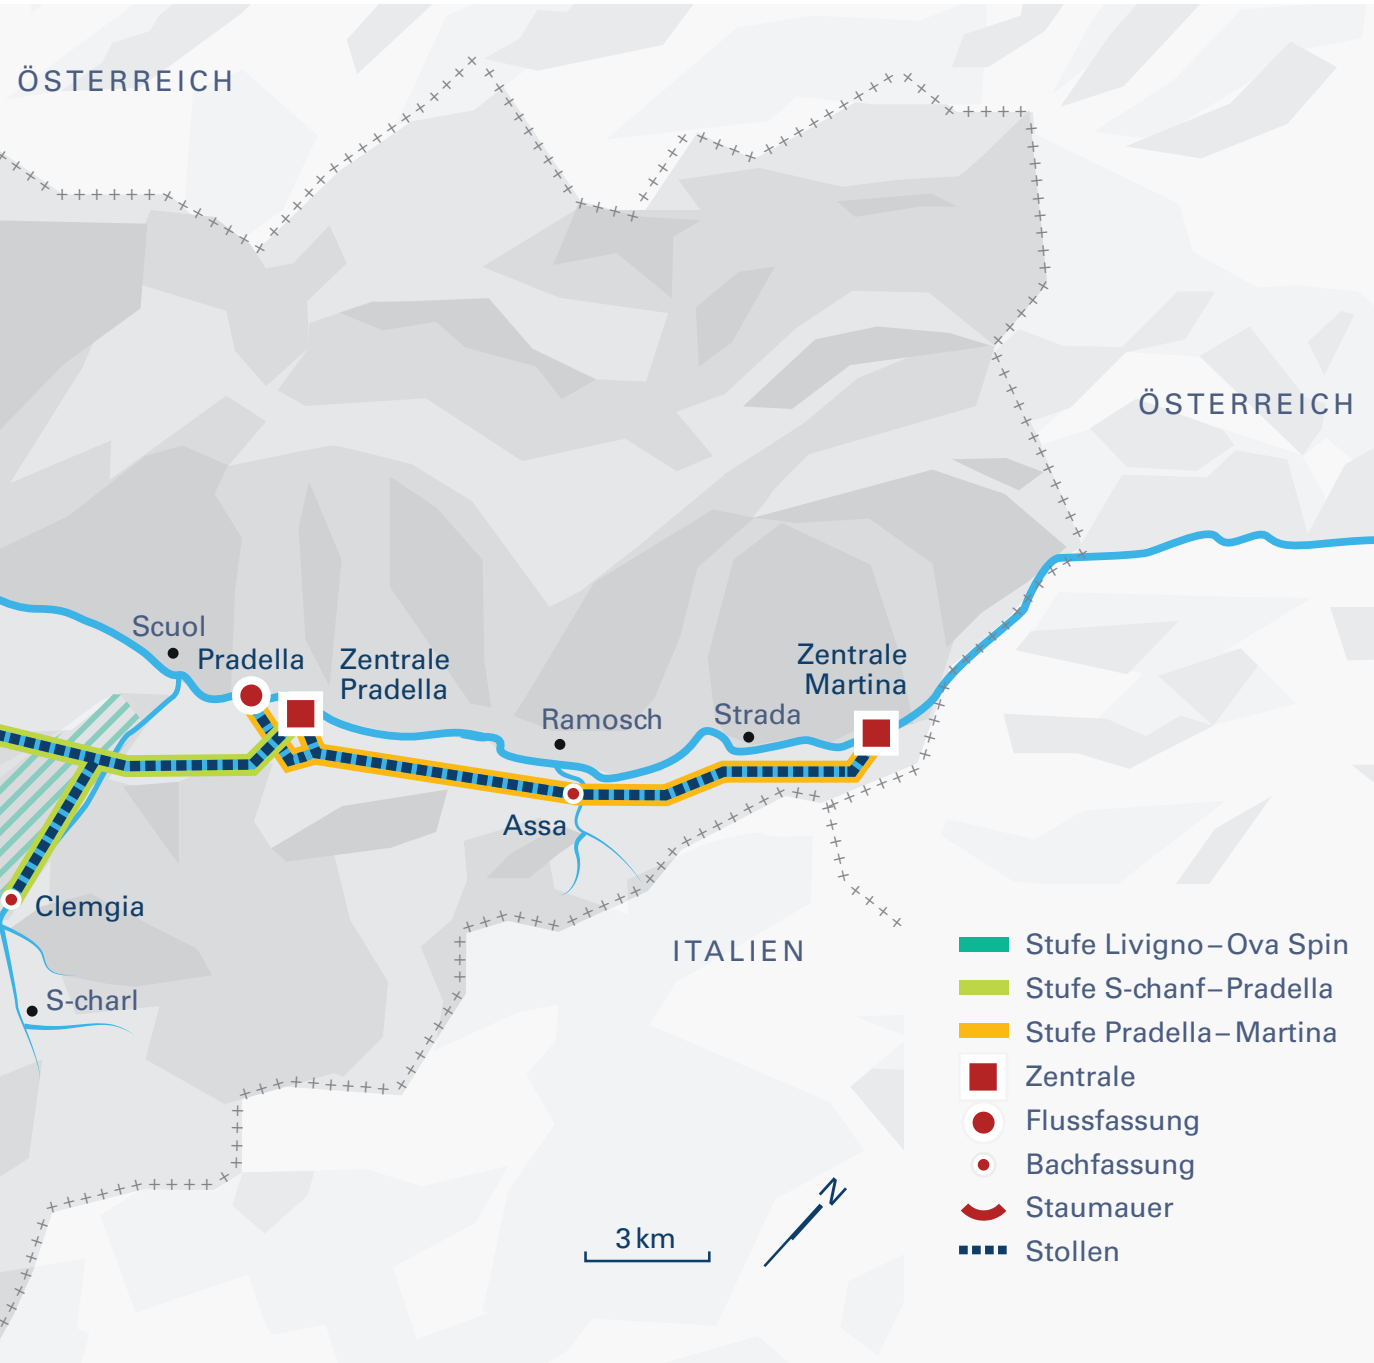 ÖSTERREICH
ÖSTERREICH
Scuol
Pradella
Zentrale
Pradella
Zentrale
Martina
Ramosch
Strada
Assa
Clemgia
S-charl
ITALIEN
Stufe Livigno–Ova Spin
Stufe S-chanf–Pradella
Stufe Pradella–Martina
Zentrale
Flussfassung
Bachfassung
Staumauer
Stollen
3 km
N